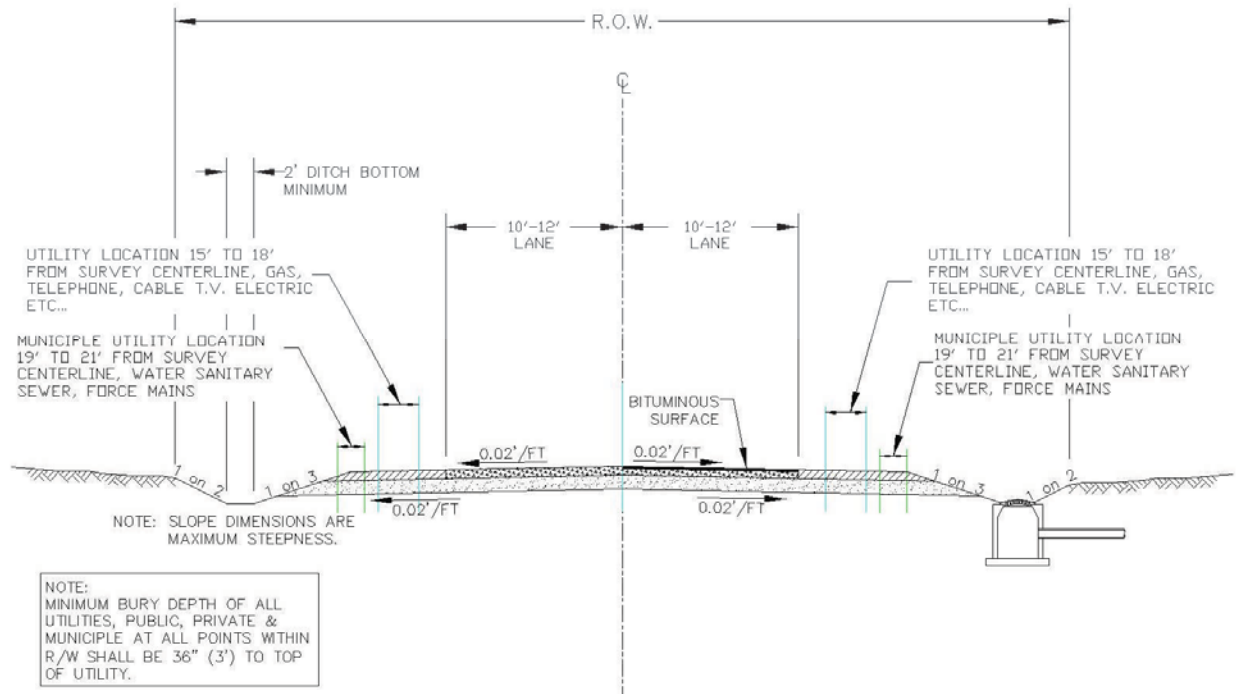 R.O.W.
℄
2' DITCH BOTTOM
MINIMUM
10'-12'
LANE
10'-12'
LANE
UTILITY LOCATION 15' TO 18'
FROM SURVEY CENTERLINE, GAS,
TELEPHONE, CABLE T.V. ELECTRIC
ETC...
UTILITY LOCATION 15' TO 18'
FROM SURVEY CENTERLINE, GAS,
TELEPHONE, CABLE T.V. ELECTRIC
ETC...
MUNICIPLE UTILITY LOCATION
19' TO 21' FROM SURVEY
CENTERLINE, WATER SANITARY
SEWER, FORCE MAINS
MUNICIPLE UTILITY LOCATION
19' TO 21' FROM SURVEY
CENTERLINE, WATER SANITARY
SEWER, FORCE MAINS
BITUMINOUS
SURFACE
0.02'/FT
0.02'/FT
1 on 2
1 on 3
1 on 3
1 on 2
0.02'/FT
0.02'/FT
NOTE: SLOPE DIMENSIONS ARE
MAXIMUM STEEPNESS.
NOTE:
MINIMUM BURY DEPTH OF ALL
UTILITIES, PUBLIC, PRIVATE &
MUNICIPLE AT ALL POINTS WITHIN
R/W SHALL BE 36" (3') TO TOP
OF UTILITY.